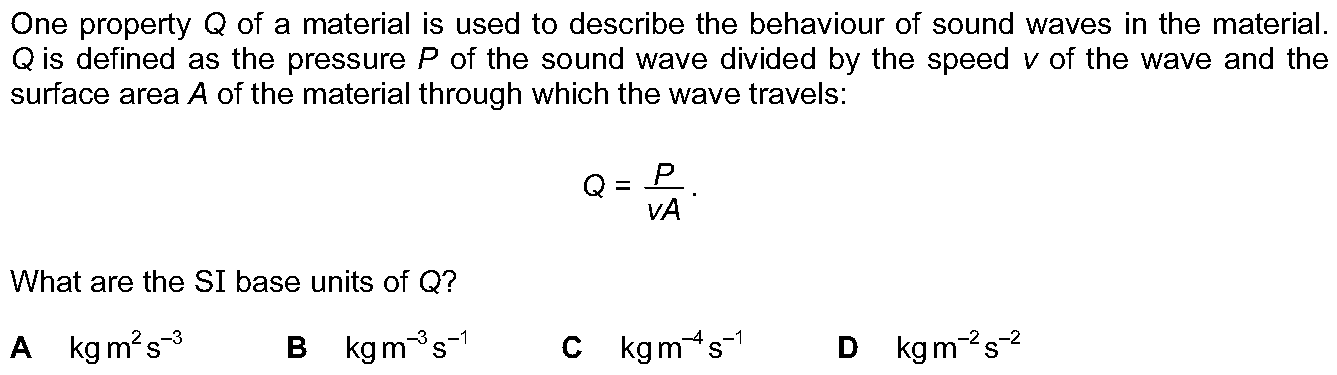 One property Q of a material is used to describe the behaviour of sound waves in the material.
Q is defined as the pressure P of the sound wave divided by the speed v of the wave and the
surface area A of the material through which the wave travels:
Q = P/vA.
What are the SI base units of Q?
A kg m² s⁻³ B kg m⁻³ s⁻¹ C kg m⁻⁴ s⁻¹ D kg m⁻² s⁻²